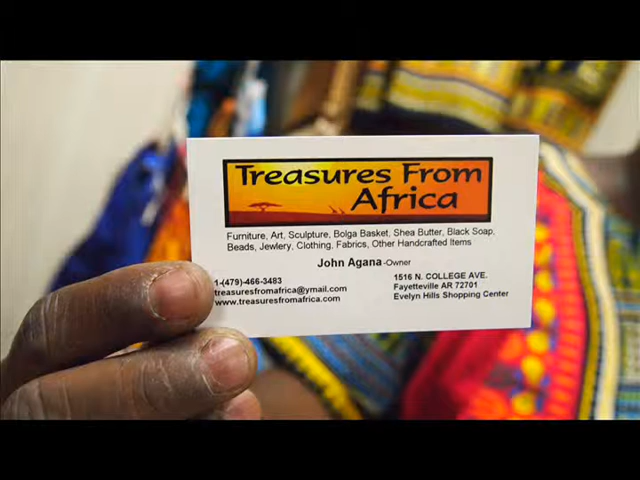 Treasures From
Africa
Furniture, Art, Sculpture, Bolga Basket, Shea Butter, Black Soap,
Beads, Jewlery, Clothing, Fabrics, Other Handcrafted Items
John Agana-Owner
1-(479)-466-3483
treasuresfromafrica@ymail.com
www.treasuresfromafrica.com
1516 N. COLLEGE AVE.
Fayetteville AR 72701
Evelyn Hills Shopping Center